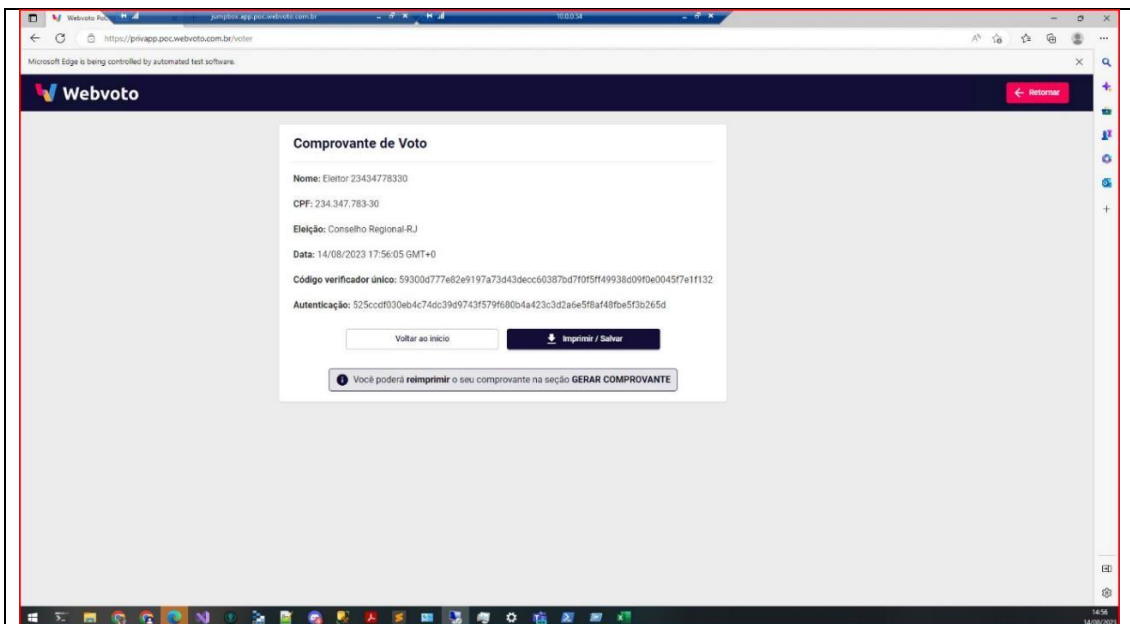 Webvoto Po
jumpbox.app.poc.webvoto.com.br
10.0.0.34
https://privapp.poc.webvoto.com.br/voter
Microsoft Edge is being controlled by automated test software.
Webvoto
Retornar
Comprovante de Voto
Nome: Eleitor 23434778330
CPF: 234.347.783-30
Eleição: Conselho Regional-RJ
Data: 14/08/2023 17:56:05 GMT+0
Código verificador único: 59300d777e82e9197a73d43decc60387bd7f0f5ff49938d09f0e0045f7e1f132
Autenticação: 525ccdf030eb4c74dc39d9743f579f680b4a423c3d2a6e5f8af48fbe5f3b265d
Voltar ao início
Imprimir / Salvar
Você poderá reimprimir o seu comprovante na seção GERAR COMPROVANTE
14:56
14/08/2023